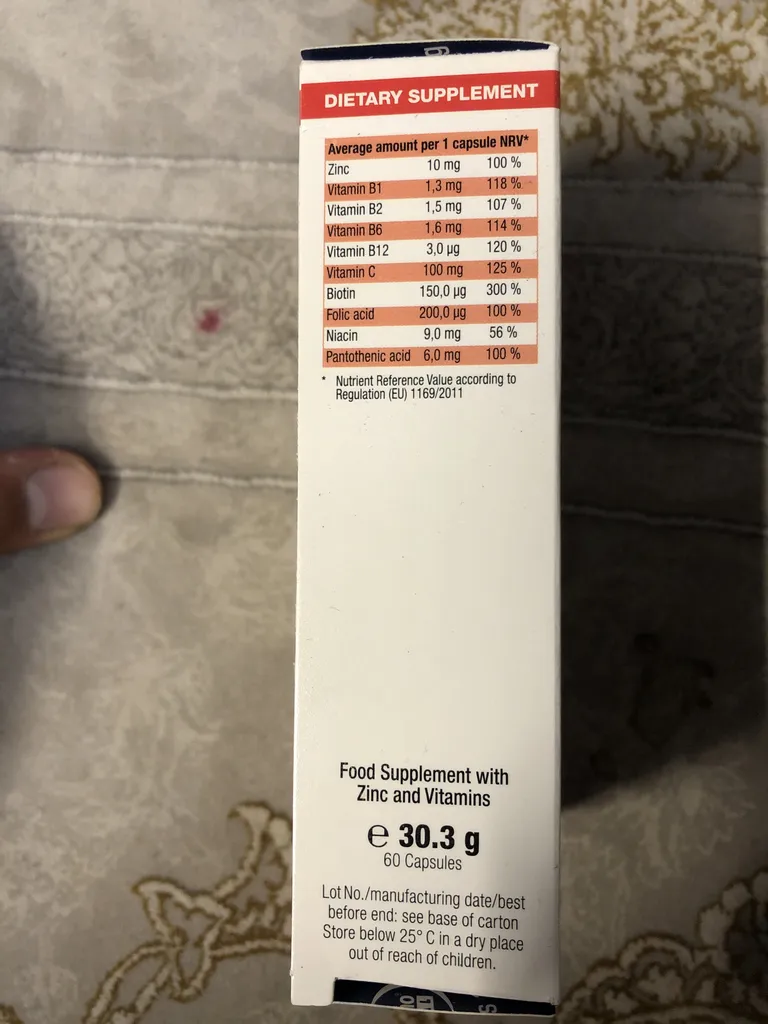 DIETARY SUPPLEMENT
Average amount per 1 capsule NRV*
Zinc 10 mg 100 %
Vitamin B1 1,3 mg 118 %
Vitamin B2 1,5 mg 107 %
Vitamin B6 1,6 mg 114 %
Vitamin B12 3,0 µg 120 %
Vitamin C 100 mg 125 %
Biotin 150,0 µg 300 %
Folic acid 200,0 µg 100 %
Niacin 9,0 mg 56 %
Pantothenic acid 6,0 mg 100 %
* Nutrient Reference Value according to
Regulation (EU) 1169/2011
Food Supplement with
Zinc and Vitamins
e 30.3 g
60 Capsules
Lot No./manufacturing date/best
before end: see base of carton
Store below 25° C in a dry place
out of reach of children.